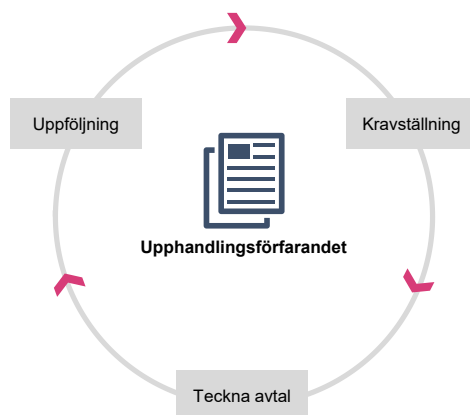 Uppföljning
Kravställning
Upphandlingsförfarandet
Teckna avtal